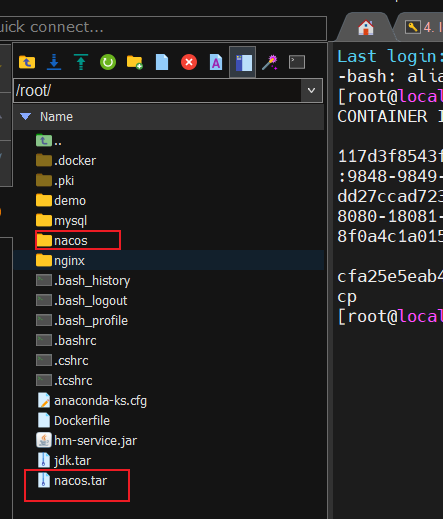 uick connect...
4. I
/root/
Name
..
.docker
.pki
demo
mysql
nacos
nginx
.bash_history
.bash_logout
.bash_profile
.bashrc
.cshrc
.tcshrc
anaconda-ks.cfg
Dockerfile
hm-service.jar
jdk.tar
nacos.tar
Last login:
-bash: alia
[root@local
CONTAINER I
117d3f8543f
:9848-9849-
dd27ccad723
8080-18081-
8f0a4c1a015
cfa25e5eab4
cp
[root@local